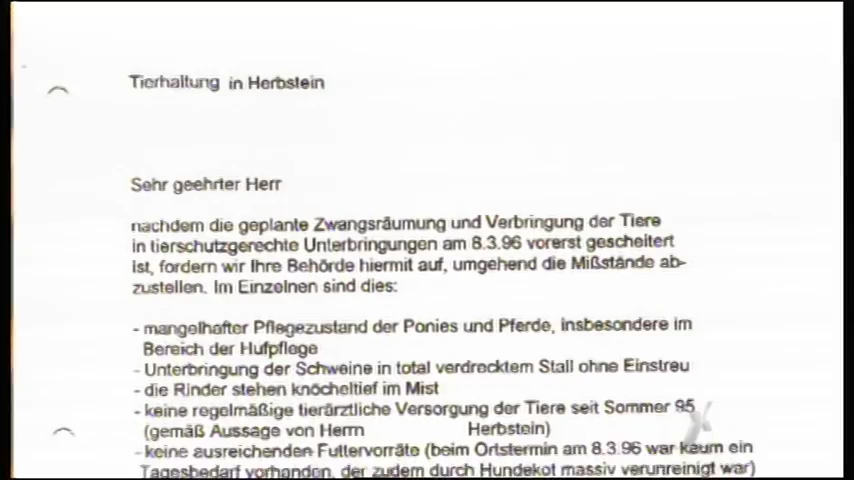 Tierhaltung in Herbstein
Sehr geehrter Herr
nachdem die geplante Zwangsräumung und Verbringung der Tiere
in tierschutzgerechte Unterbringungen am 8.3.96 vorerst gescheitert
ist, fordern wir Ihre Behörde hiermit auf, umgehend die Mißstände ab-
zustellen. Im Einzelnen sind dies:
- mangelhafter Pflegezustand der Ponies und Pferde, insbesondere im
Bereich der Hufpflege
- Unterbringung der Schweine in total verdrecktem Stall ohne Einstreu
- die Rinder stehen knöcheltief im Mist
- keine regelmäßige tierärztliche Versorgung der Tiere seit Sommer 95
(gemäß Aussage von Herrn Herbstein)
- keine ausreichenden Futtervorräte (beim Ortstermin am 8.3.96 war kaum ein
Tagesbedarf vorhanden, der zudem durch Hundekot massiv verunreinigt war)